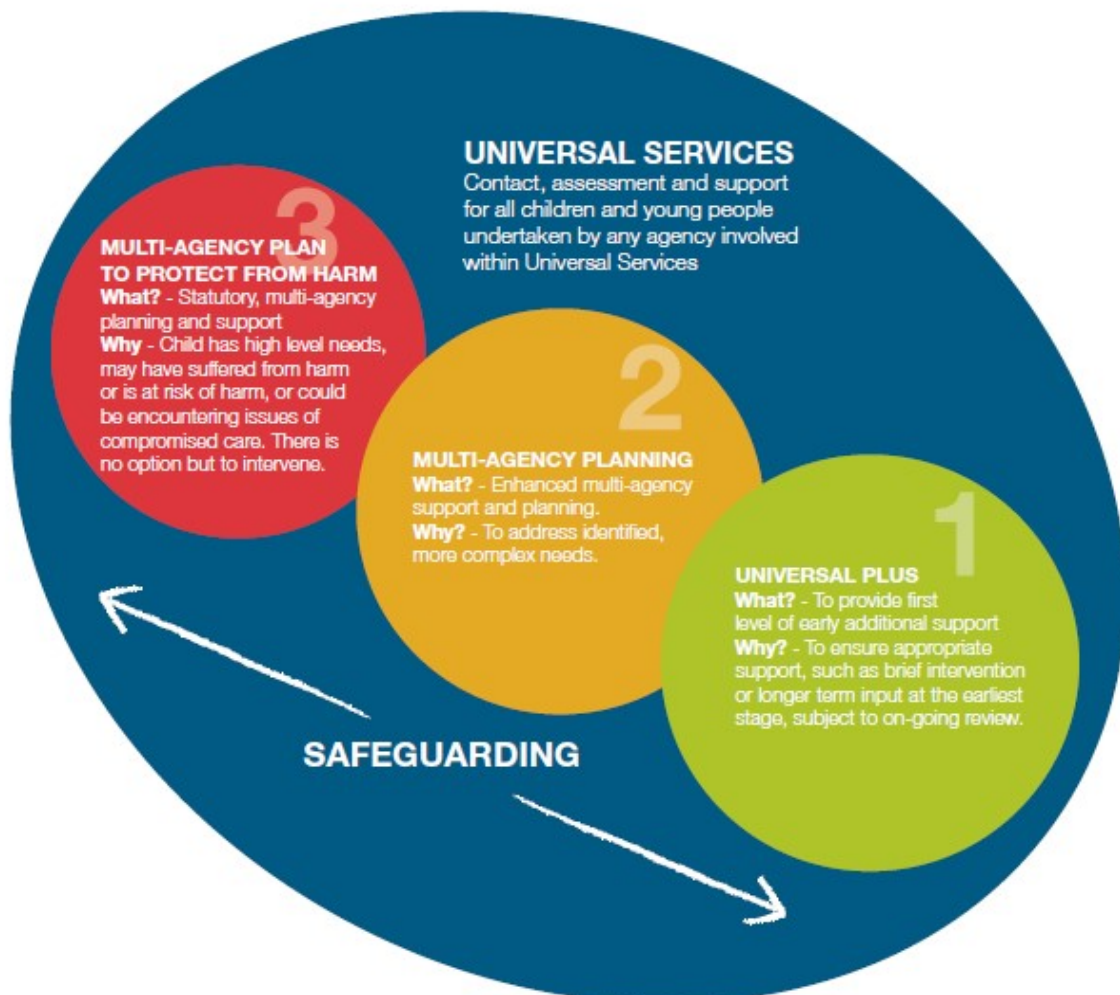 UNIVERSAL SERVICES
Contact, assessment and support
for all children and young people
undertaken by any agency involved
within Universal Services
3
MULTI-AGENCY PLAN
TO PROTECT FROM HARM
What? - Statutory, multi-agency
planning and support
Why - Child has high level needs,
may have suffered from harm
or is at risk of harm, or could
be encountering issues of
compromised care. There is
no option but to intervene.
2
MULTI-AGENCY PLANNING
What? - Enhanced multi-agency
support and planning.
Why? - To address identified,
more complex needs.
1
UNIVERSAL PLUS
What? - To provide first
level of early additional support
Why? - To ensure appropriate
support, such as brief intervention
or longer term input at the earliest
stage, subject to on-going review.
SAFEGUARDING